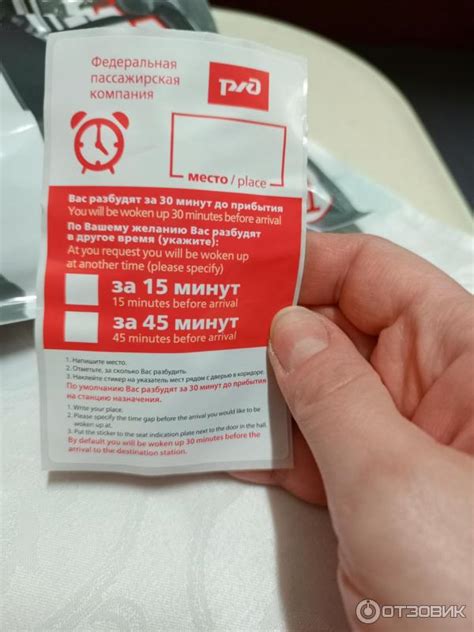 Федеральная
пассажирская
компания
ржд
место / place
Вас разбудят за 30 минут до прибытия
You will be woken up 30 minutes before arrival
По Вашему желанию Вас разбудят
в другое время (укажите):
At you request you will be woken up
at another time (please specify)
за 15 минут
15 minutes before arrival
за 45 минут
45 minutes before arrival
1. Напишите место.
2. Отметьте, за сколько Вас разбудить.
3. Наклейте стикер на указатель мест рядом с дверью в коридоре.
По умолчанию Вас разбудят за 30 минут до прибытия
на станцию назначения.
1. Write your place.
2. Please specify the time gap before the arrival you would like to be
woken up at.
3. Put the sticker to the seat indication plate next to the door in the hall.
By default you will be woken up 30 minutes before the
arrival to the destination station.
ОТЗОВИК